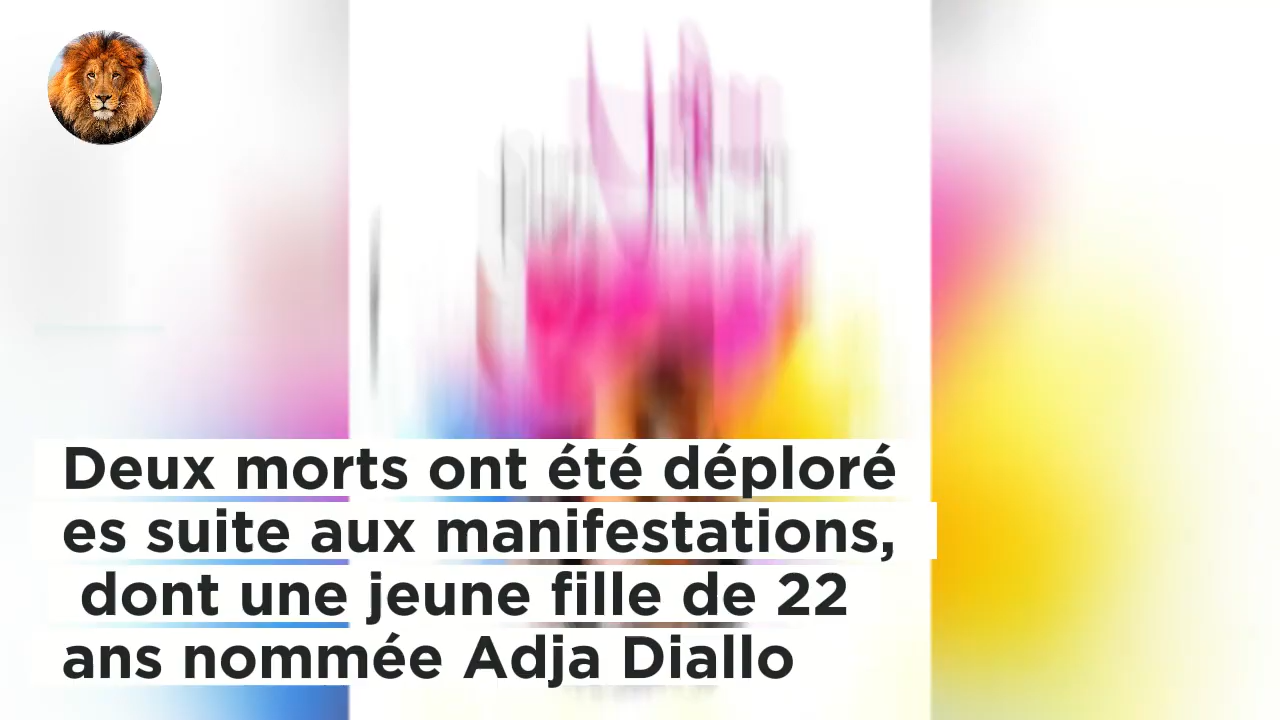 Deux morts ont été déploré
es suite aux manifestations,
dont une jeune fille de 22
ans nommée Adja Diallo